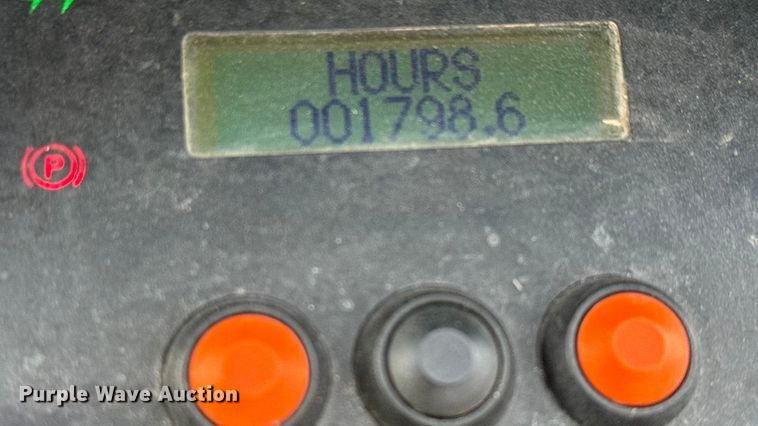 HOURS
001798.6
P
Purple Wave Auction